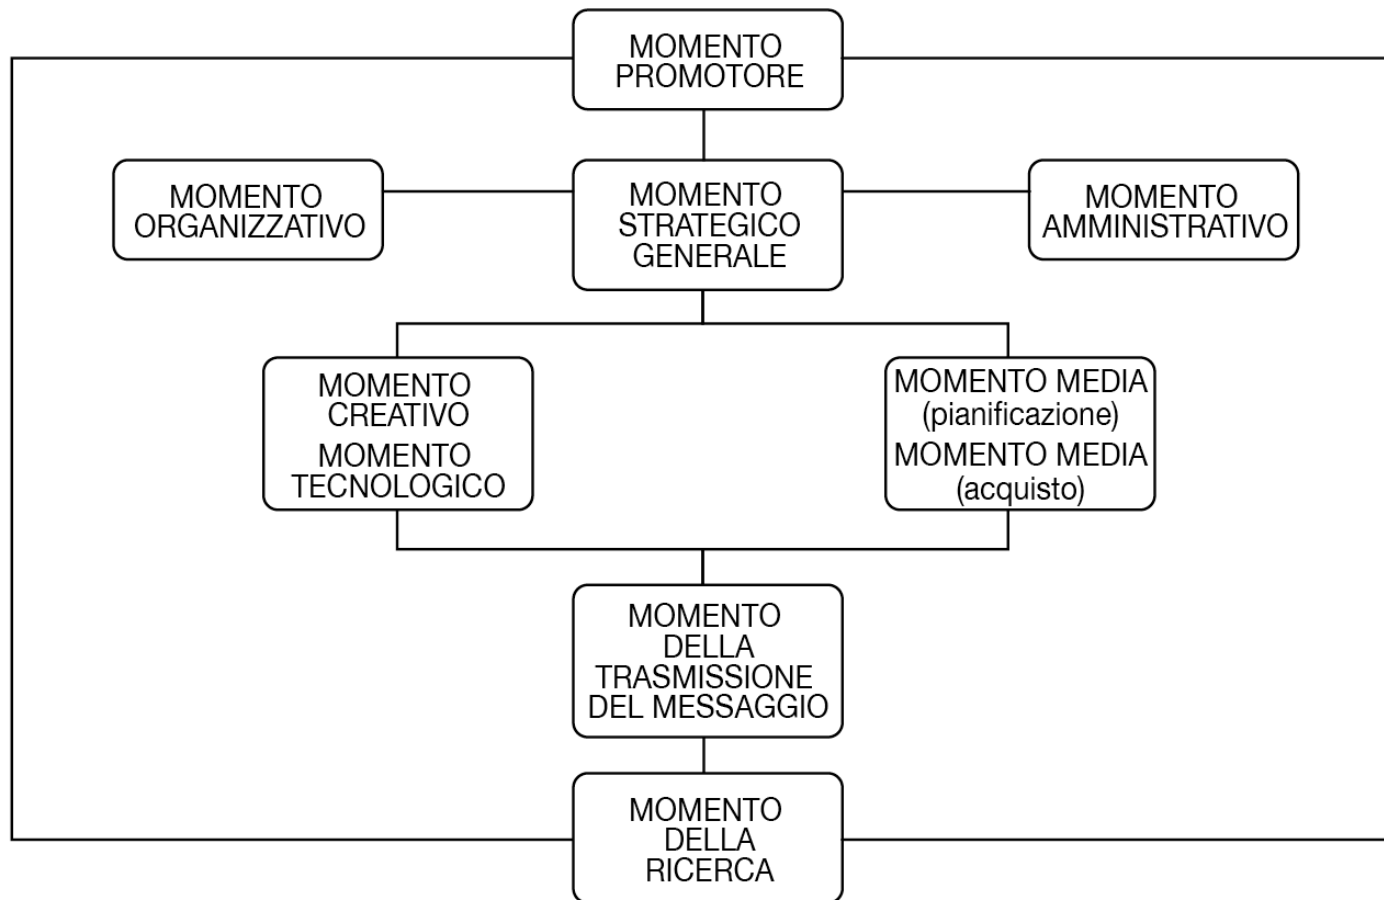 MOMENTO
PROMOTORE
MOMENTO
ORGANIZZATIVO
MOMENTO
STRATEGICO
GENERALE
MOMENTO
AMMINISTRATIVO
MOMENTO
CREATIVO
MOMENTO
TECNOLOGICO
MOMENTO MEDIA
(pianificazione)
MOMENTO MEDIA
(acquisto)
MOMENTO
DELLA
TRASMISSIONE
DEL MESSAGGIO
MOMENTO
DELLA
RICERCA